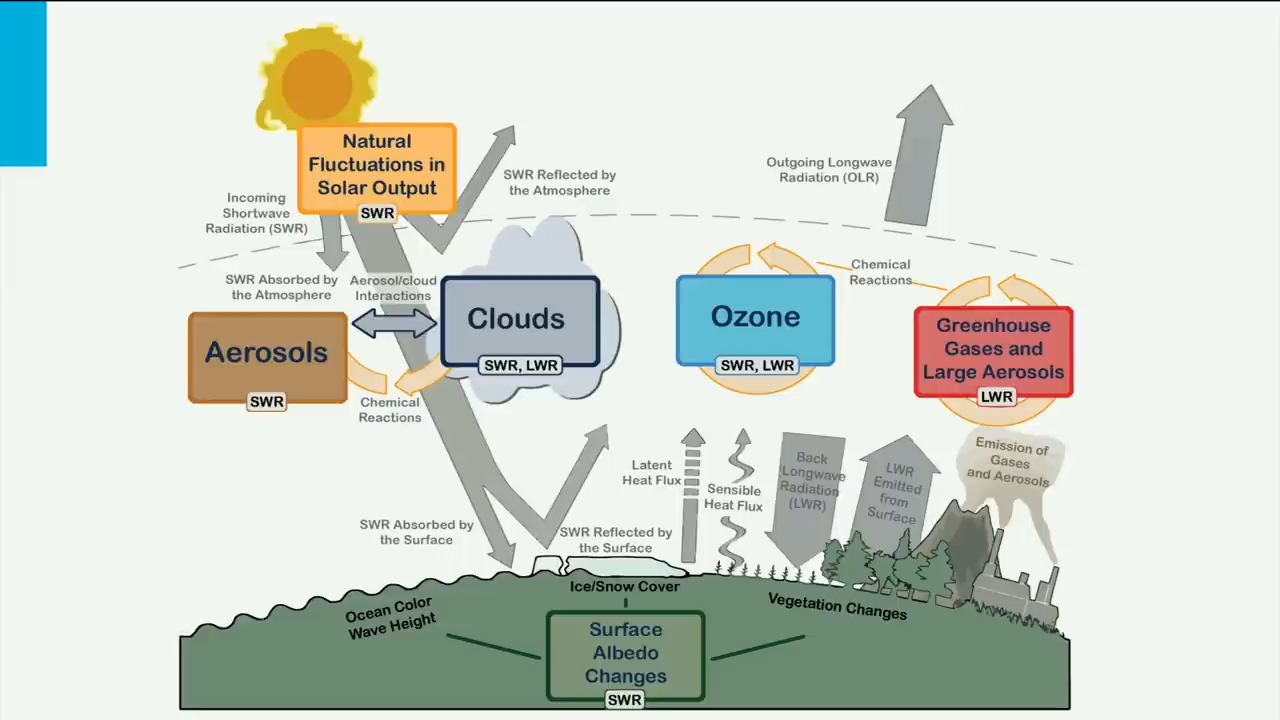 Natural
Fluctuations in
Solar Output
SWR
SWR Reflected by
the Atmosphere
Outgoing Longwave
Radiation (OLR)
Incoming
Shortwave
Radiation (SWR)
SWR Absorbed by
the Atmosphere
Aerosol/cloud
Interactions
Clouds
SWR, LWR
Aerosols
SWR
Chemical
Reactions
Ozone
SWR, LWR
Chemical
Reactions
Greenhouse
Gases and
Large Aerosols
LWR
Emission of
Gases
and Aerosols
SWR Absorbed by
the Surface
SWR Reflected by
the Surface
Latent
Heat Flux
Sensible
Heat Flux
Back
Longwave
Radiation
(LWR)
LWR
Emitted
from
Surface
Ocean Color
Wave Height
Ice/Snow Cover
Vegetation Changes
Surface
Albedo
Changes
SWR